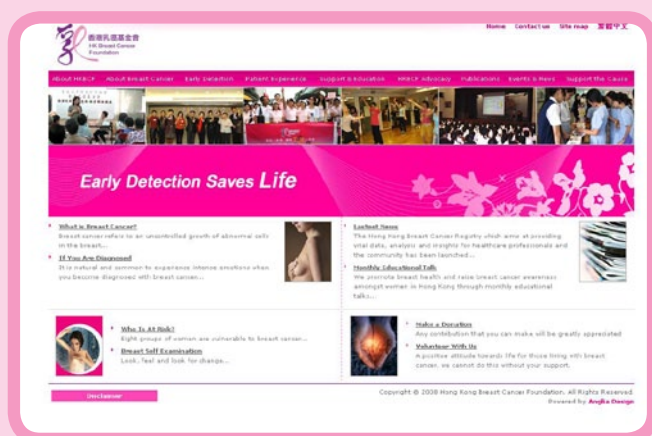 Home Contact us Site map 繁體中文
香港乳癌基金會
HK Breast Cancer
Foundation
About HKBCF About Breast Cancer Early Detection Patient Experience Support & Education HKBCF Advocacy Publications Events & News Support the Cause
Early Detection Saves Life
What is Breast Cancer?
Breast cancer refers to an uncontrolled growth of abnormal cells
in the breast...
If You Are Diagnosed
It is natural and common to experience intense emotions when
you become diagnosed with breast cancer...
Lastest News
The Hong Kong Breast Cancer Registry which aims at providing
vital data, analysis and insights for healthcare professionals and
the community has been launched...
Monthly Educational Talk
We promote breast health and raise breast cancer awareness
amongst women in Hong Kong through monthly educational
talks...
Who Is At Risk?
Eight groups of women are vulnerable to breast cancer...
Breast Self Examination
Look, feel and look for change...
Make a Donation
Any contribution that you can make will be greatly appreciated
Volunteer With Us
A positive attitude towards life for those living with breast
cancer, we cannot do this without your support.
Disclaimer
Copyright © 2008 Hong Kong Breast Cancer Foundation. All Rights Reserved.
Powered by Anglia Design